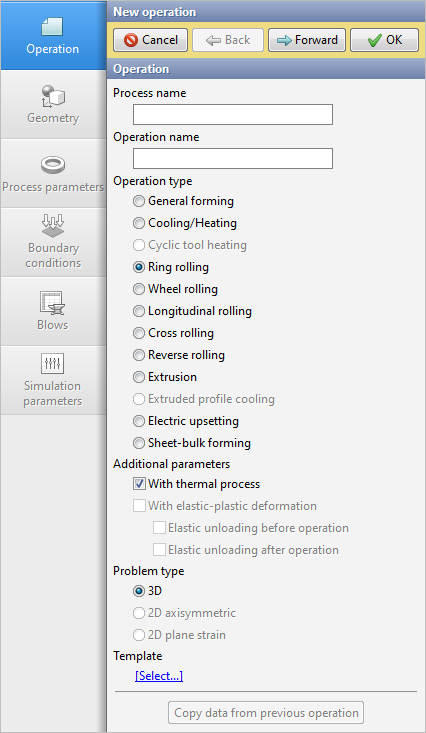 New operation
Cancel
Back
Forward
OK
Operation
Geometry
Process parameters
Boundary
conditions
Blows
Simulation
parameters
Operation
Process name
Operation name
Operation type
General forming
Cooling/Heating
Cyclic tool heating
Ring rolling
Wheel rolling
Longitudinal rolling
Cross rolling
Reverse rolling
Extrusion
Extruded profile cooling
Electric upsetting
Sheet-bulk forming
Additional parameters
With thermal process
With elastic-plastic deformation
Elastic unloading before operation
Elastic unloading after operation
Problem type
3D
2D axisymmetric
2D plane strain
Template
[Select...]
Copy data from previous operation